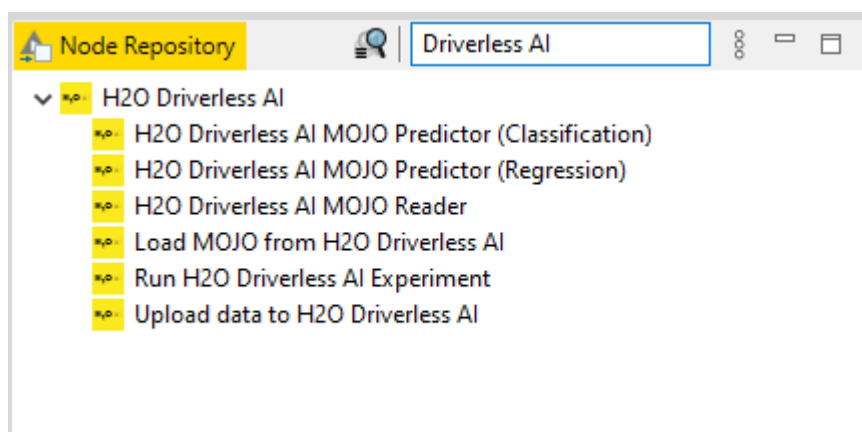 Node Repository
Driverless AI
H2O Driverless AI
H2O Driverless AI MOJO Predictor (Classification)
H2O Driverless AI MOJO Predictor (Regression)
H2O Driverless AI MOJO Reader
Load MOJO from H2O Driverless AI
Run H2O Driverless AI Experiment
Upload data to H2O Driverless AI